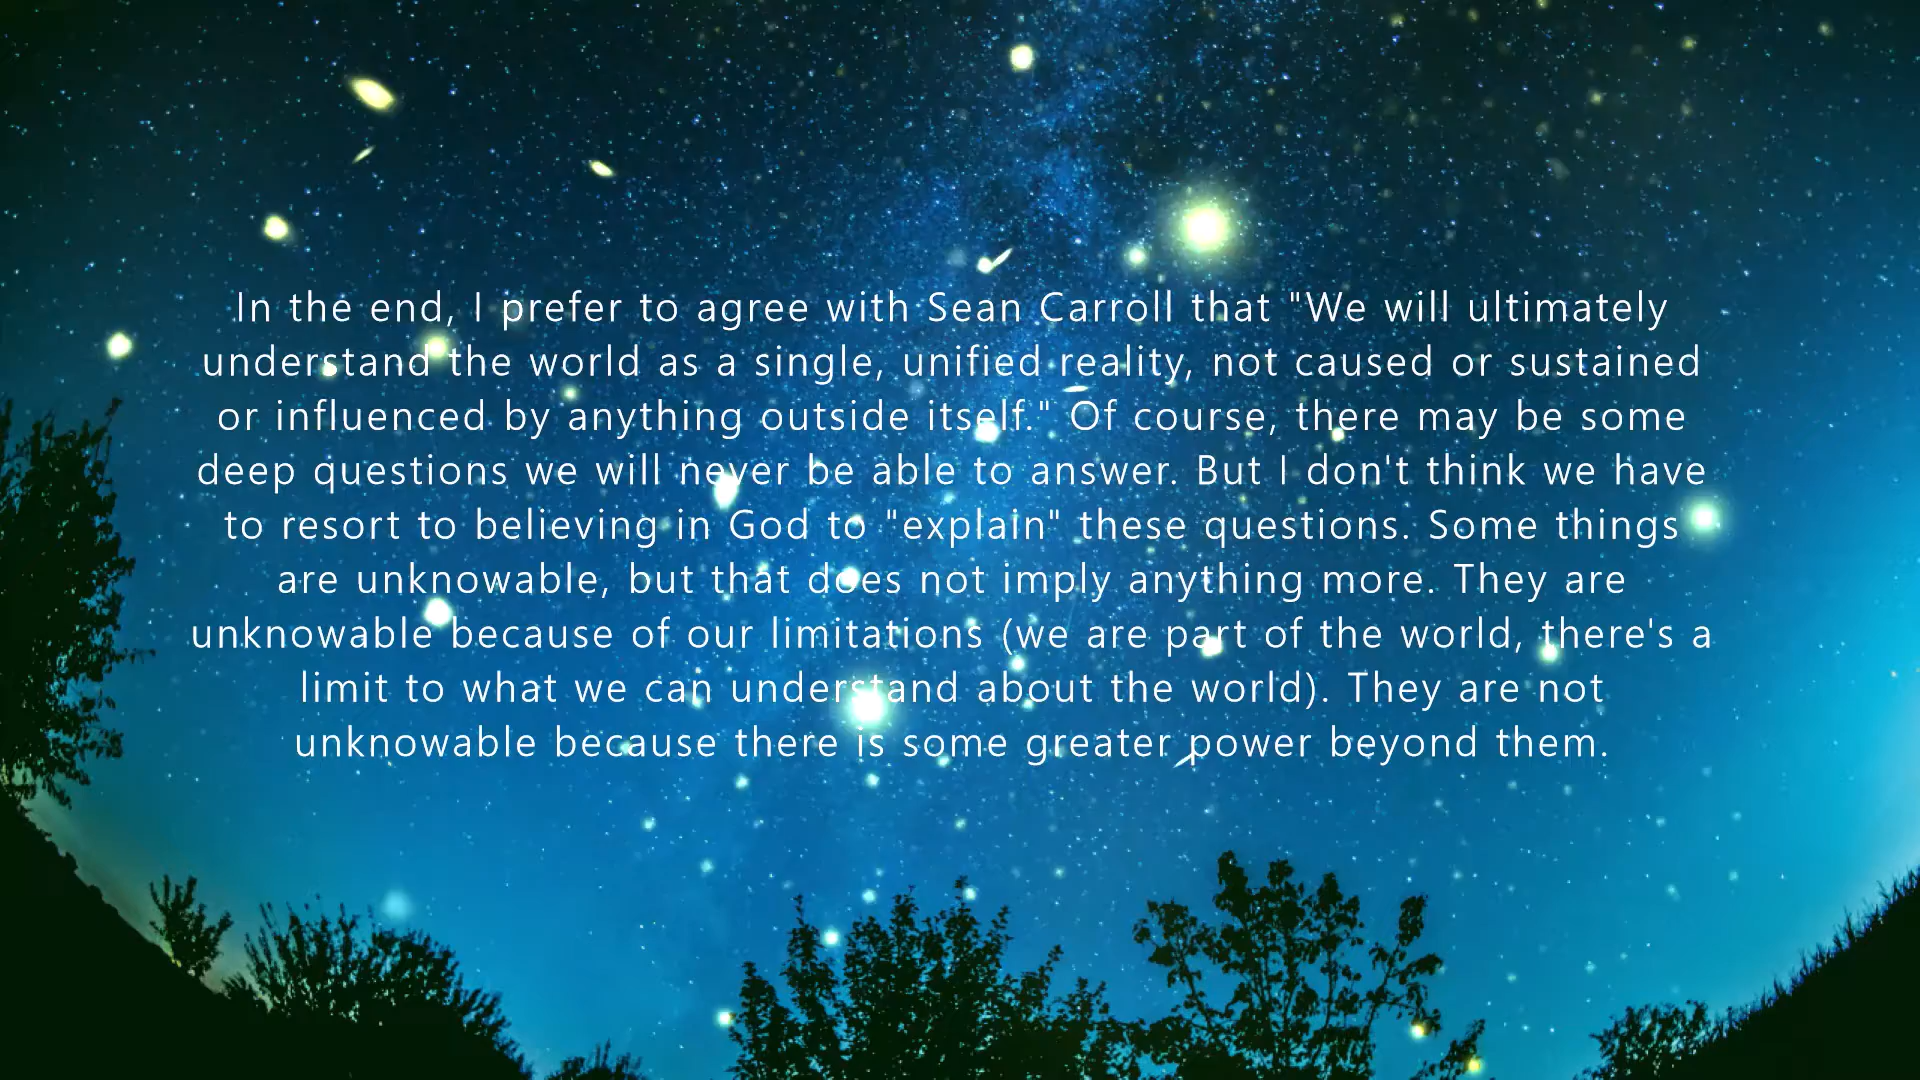 In the end, I prefer to agree with Sean Carroll that "We will ultimately
understand the world as a single, unified reality, not caused or sustained
or influenced by anything outside itself." Of course, there may be some
deep questions we will never be able to answer. But I don't think we have
to resort to believing in God to "explain" these questions. Some things
are unknowable, but that does not imply anything more. They are
unknowable because of our limitations (we are part of the world, there's a
limit to what we can understand about the world). They are not
unknowable because there is some greater power beyond them.